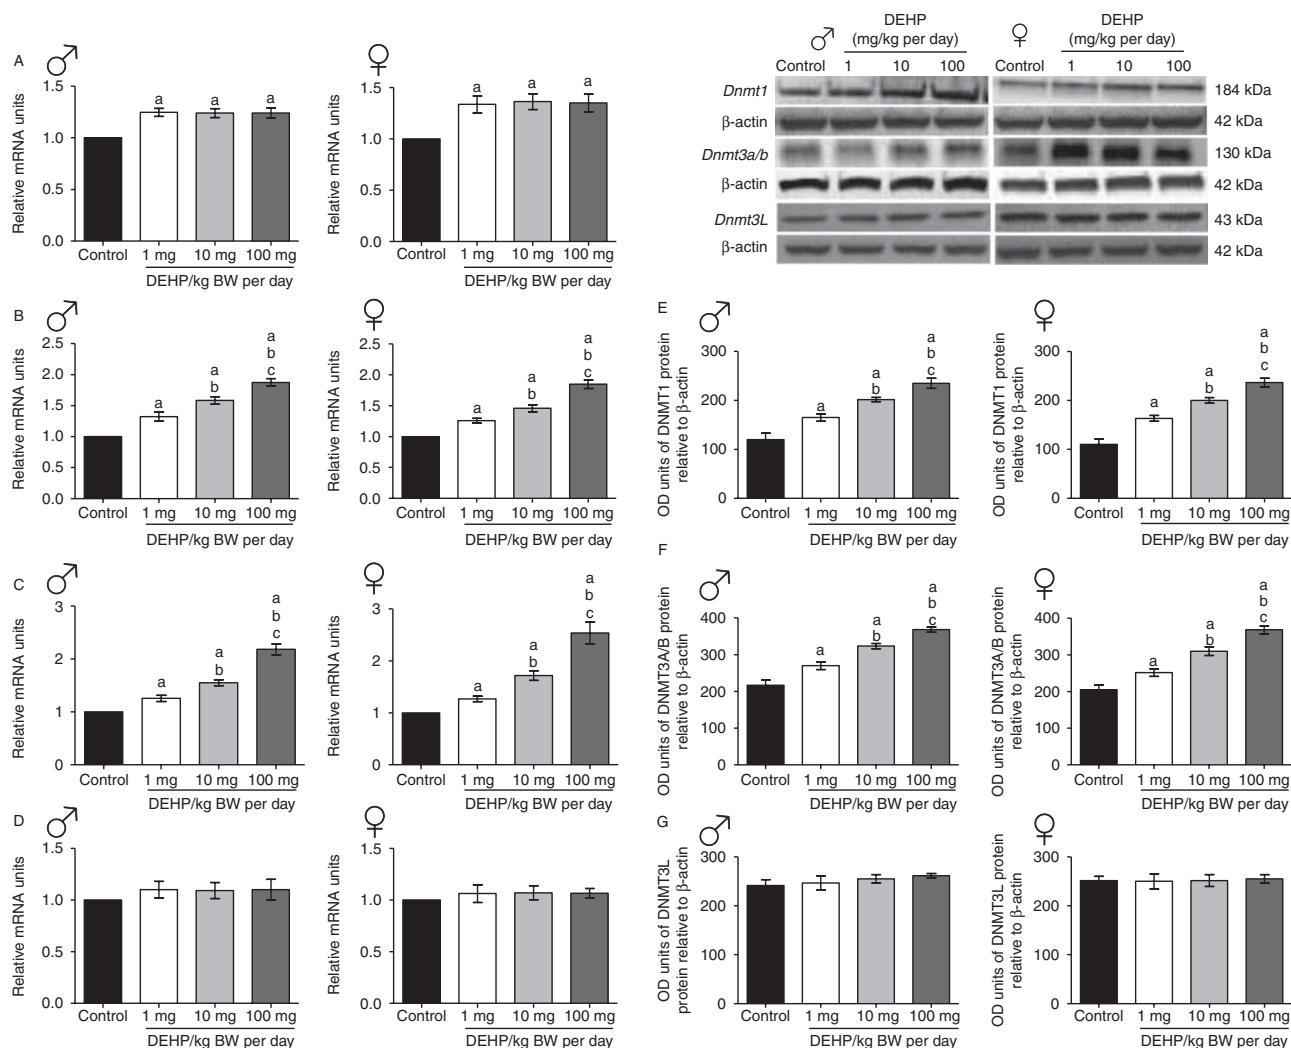 A
♂
Relative mRNA units
1.5
1.0
0.5
0.0
a a a
Control 1 mg 10 mg 100 mg
DEHP/kg BW per day
♀
Relative mRNA units
1.5
1.0
0.5
0.0
a a a
Control 1 mg 10 mg 100 mg
DEHP/kg BW per day
B
♂
Relative mRNA units
2.5
2.0
1.5
1.0
0.5
0.0
a
a
b
a
b
c
Control 1 mg 10 mg 100 mg
DEHP/kg BW per day
♀
Relative mRNA units
2.5
2.0
1.5
1.0
0.5
0.0
a
a
b
a
b
c
Control 1 mg 10 mg 100 mg
DEHP/kg BW per day
C
♂
Relative mRNA units
3
2
1
0
a
a
b
a
b
c
Control 1 mg 10 mg 100 mg
DEHP/kg BW per day
♀
Relative mRNA units
3
2
1
0
a
a
b
a
b
c
Control 1 mg 10 mg 100 mg
DEHP/kg BW per day
D
♂
Relative mRNA units
1.5
1.0
0.5
0.0
Control 1 mg 10 mg 100 mg
DEHP/kg BW per day
♀
Relative mRNA units
1.5
1.0
0.5
0.0
Control 1 mg 10 mg 100 mg
DEHP/kg BW per day
♂ DEHP
(mg/kg per day)
Control 1 10 100
♀ DEHP
(mg/kg per day)
Control 1 10 100
Dnmt1 184 kDa
β-actin 42 kDa
Dnmt3a/b 130 kDa
β-actin 42 kDa
Dnmt3L 43 kDa
β-actin 42 kDa
E
♂
OD units of DNMT1 protein
relative to β-actin
300
200
100
0
a
a
b
a
b
c
Control 1 mg 10 mg 100 mg
DEHP/kg BW per day
♀
OD units of DNMT1 protein
relative to β-actin
300
200
100
0
a
a
b
a
b
c
Control 1 mg 10 mg 100 mg
DEHP/kg BW per day
F
♂
OD units of DNMT3A/B protein
relative to β-actin
400
300
200
100
0
a
a
b
a
b
c
Control 1 mg 10 mg 100 mg
DEHP/kg BW per day
♀
OD units of DNMT3A/B protein
relative to β-actin
400
300
200
100
0
a
a
b
a
b
c
Control 1 mg 10 mg 100 mg
DEHP/kg BW per day
G
♂
OD units of DNMT3L
protein relative to β-actin
300
200
100
0
Control 1 mg 10 mg 100 mg
DEHP/kg BW per day
♀
OD units of DNMT3L protein
relative to β-actin
300
200
100
0
Control 1 mg 10 mg 100 mg
DEHP/kg BW per day